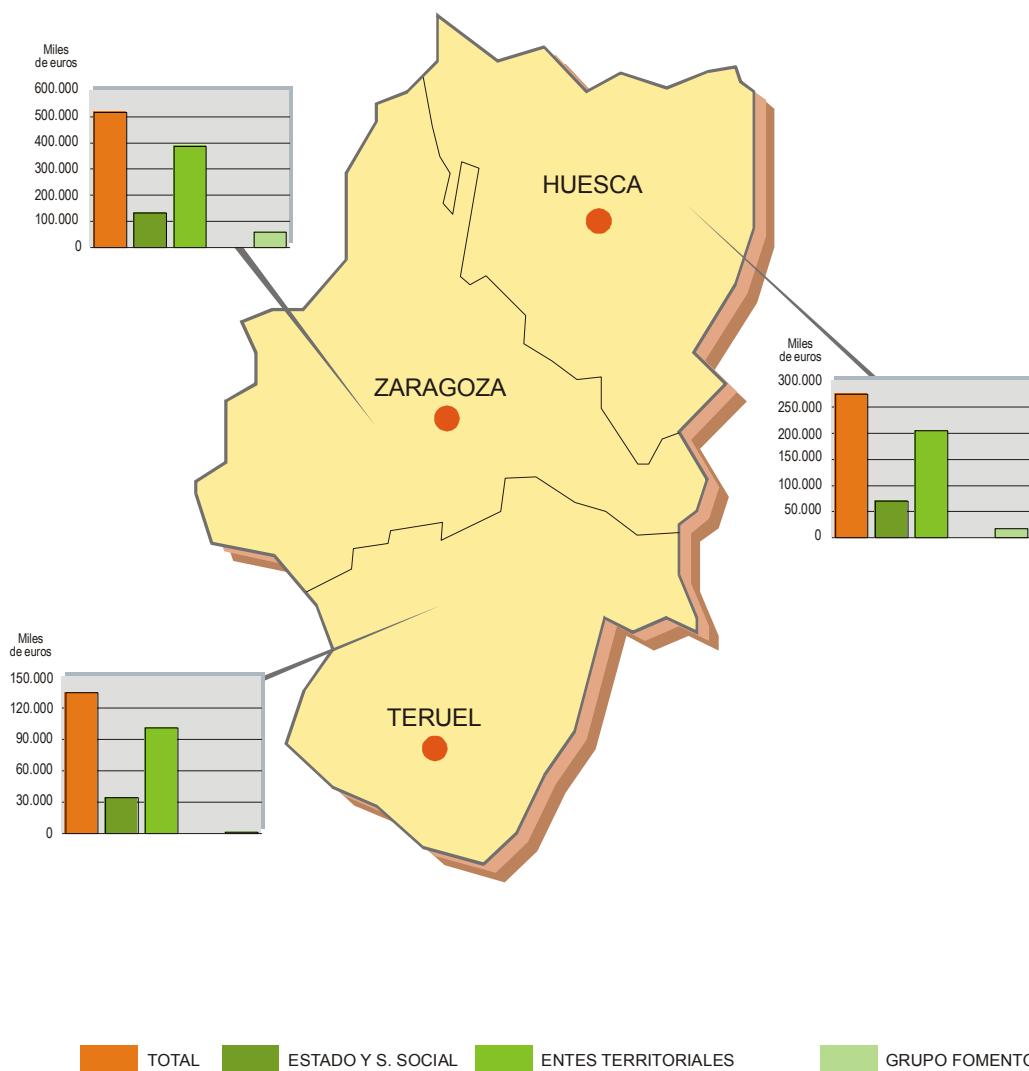 Miles
de euros
600.000
500.000
400.000
300.000
200.000
100.000
0
HUESCA
ZARAGOZA
Miles
de euros
300.000
250.000
200.000
150.000
100.000
50.000
0
Miles
de euros
150.000
120.000
90.000
60.000
30.000
0
TERUEL
TOTAL ESTADO Y S. SOCIAL ENTES TERRITORIALES GRUPO FOMENTO